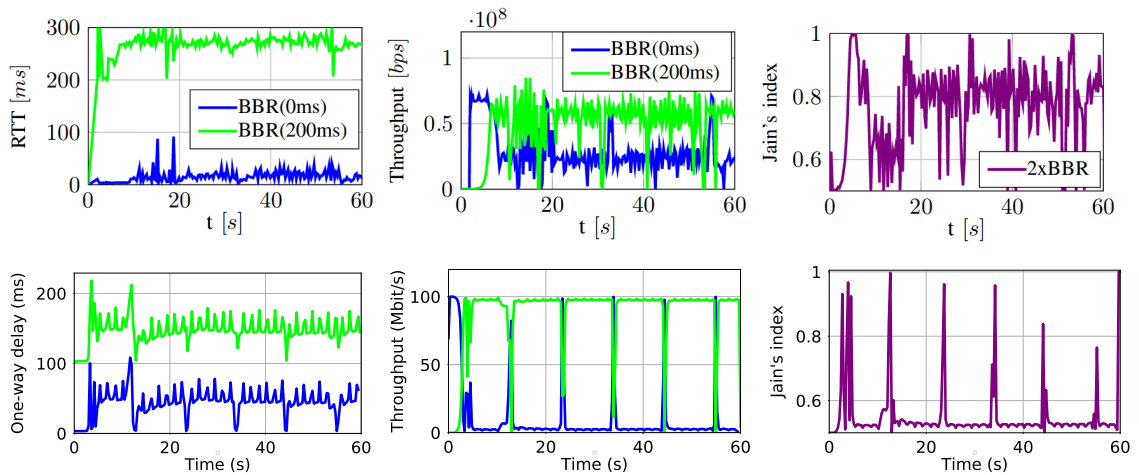 300
200
100
0
RTT [ms]
BBR(0ms)
BBR(200ms)
0 20 40 60
t [s]
·10^8
1
0.5
0
Throughput [bps]
BBR(0ms)
BBR(200ms)
0 20 40 60
t [s]
1
0.8
0.6
Jain's index
2xBBR
0 20 40 60
t [s]
200
100
0
One-way delay (ms)
0 20 40 60
Time (s)
100
50
0
Throughput (Mbit/s)
0 20 40 60
Time (s)
1
0.8
0.6
Jain's index
0 20 40 60
Time (s)